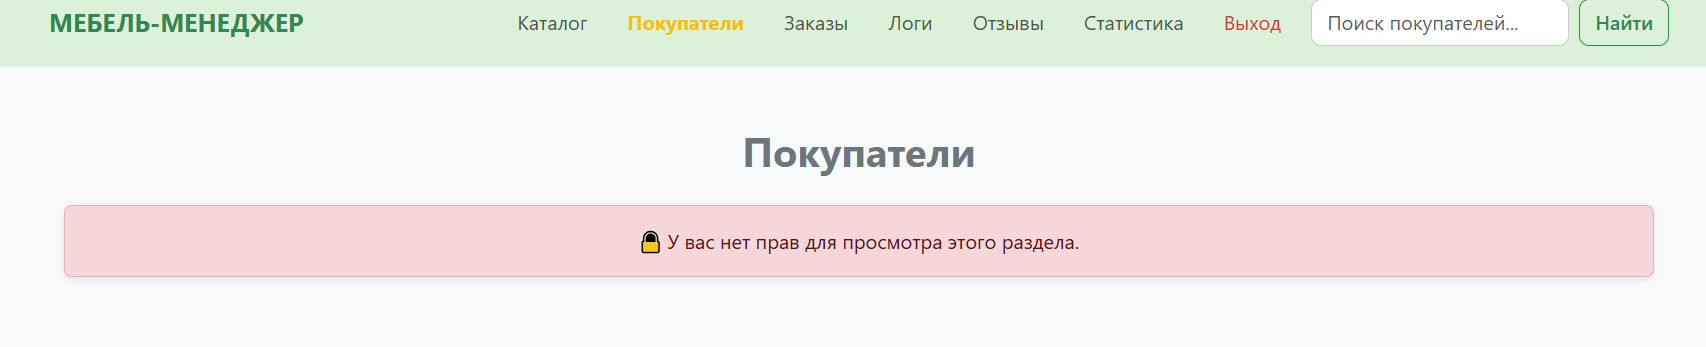 МЕБЕЛЬ-МЕНЕДЖЕР Каталог Покупатели Заказы Логи Отзывы Статистика Выход Поиск покупателей... Найти
Покупатели
У вас нет прав для просмотра этого раздела.